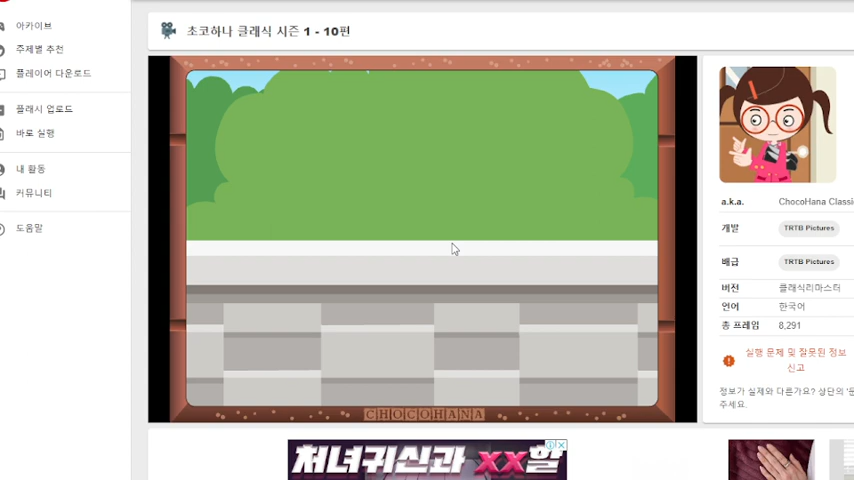 아카이브
주제별 추천
플레이어 다운로드
플래시 업로드
바로 실행
내 활동
커뮤니티
도움말
초코하나 클래식 시즌 1 - 10편
CHOCOHANA
a.k.a. ChocoHana Classi
개발 TRTB Pictures
배급 TRTB Pictures
버전 클래식리마스터
언어 한국어
총 프레임 8,291
실행 문제 및 잘못된 정보
신고
정보가 실제와 다른가요? 상단의 '문
주세요.
처녀귀신과 xx할